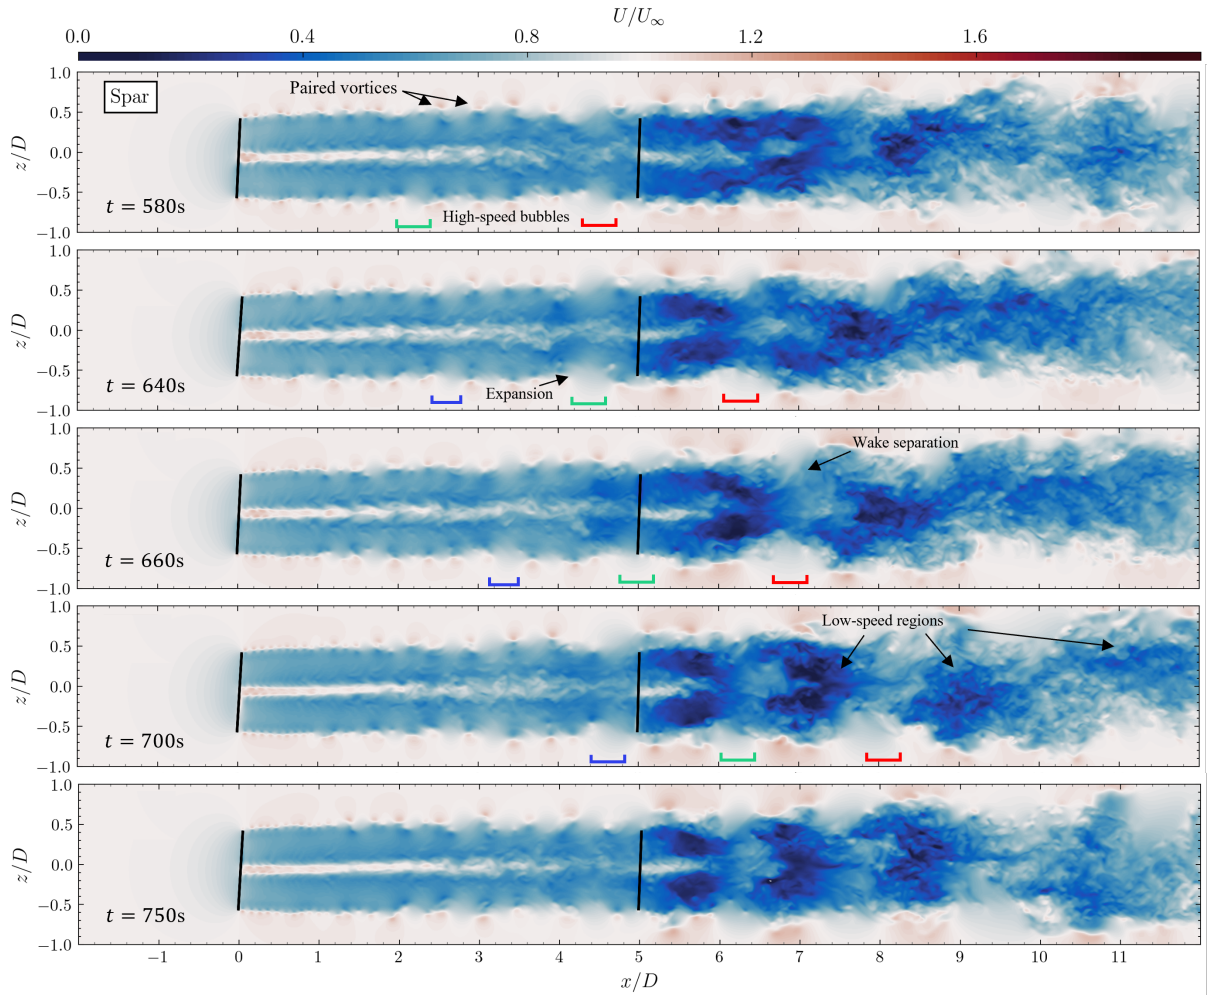 U/U∞
0.0 0.4 0.8 1.2 1.6
1.0
0.5
0.0
−0.5
−1.0
z/D
Spar
Paired vortices
t = 580s
High-speed bubbles
1.0
0.5
0.0
−0.5
−1.0
z/D
t = 640s
Expansion
1.0
0.5
0.0
−0.5
−1.0
z/D
Wake separation
t = 660s
1.0
0.5
0.0
−0.5
−1.0
z/D
Low-speed regions
t = 700s
1.0
0.5
0.0
−0.5
−1.0
z/D
t = 750s
−1 0 1 2 3 4 5 6 7 8 9 10 11
x/D